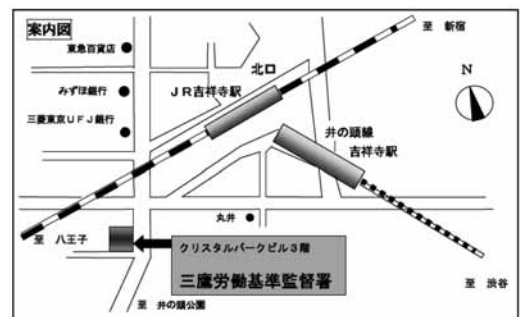 案内図
至 新宿
東急百貨店
北口
N
みずほ銀行
JR吉祥寺駅
三菱東京UFJ銀行
井の頭線
吉祥寺駅
丸井
至 八王子
クリスタルパークビル3階
三鷹労働基準監督署
至 渋谷
至 井の頭公園